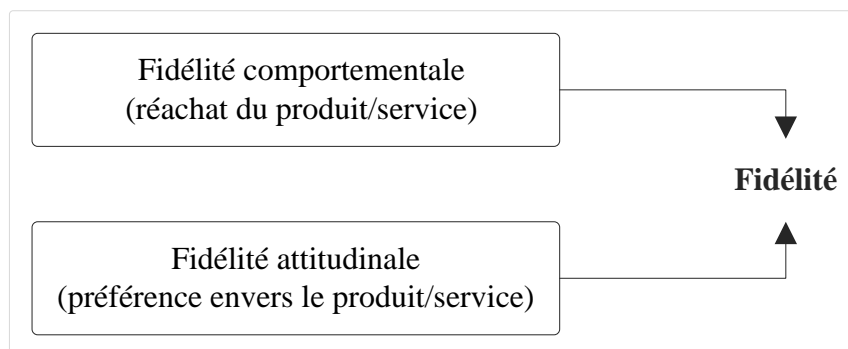 Fidélité comportementale
(réachat du produit/service)
Fidélité
Fidélité attitudinale
(préférence envers le produit/service)